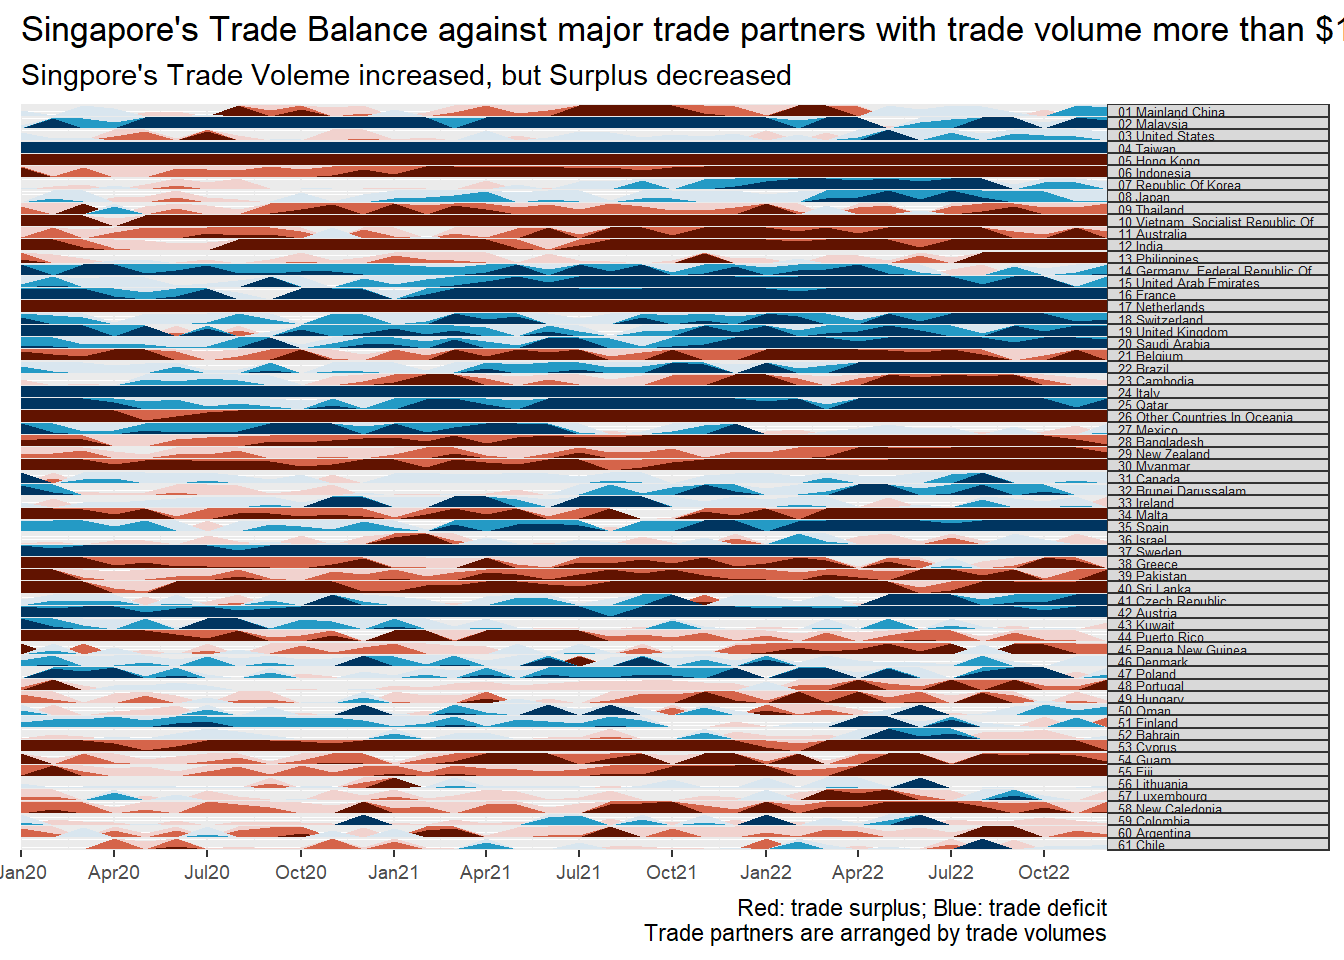 Singapore's Trade Balance against major trade partners with trade volume more than $1
Singpore's Trade Voleme increased, but Surplus decreased
01 Mainland China
02 Malaysia
03 United States
04 Taiwan
05 Hong Kong
06 Indonesia
07 Republic Of Korea
08 Japan
09 Thailand
10 Vietnam, Socialist Republic Of
11 Australia
12 India
13 Philippines
14 Germany, Federal Republic Of
15 United Arab Emirates
16 France
17 Netherlands
18 Switzerland
19 United Kingdom
20 Saudi Arabia
21 Belgium
22 Brazil
23 Cambodia
24 Italy
25 Qatar
26 Other Countries In Oceania
27 Mexico
28 Bangladesh
29 New Zealand
30 Myanmar
31 Canada
32 Brunei Darussalam
33 Ireland
34 Malta
35 Spain
36 Israel
37 Sweden
38 Greece
39 Pakistan
40 Sri Lanka
41 Czech Republic
42 Austria
43 Kuwait
44 Puerto Rico
45 Papua New Guinea
46 Denmark
47 Poland
48 Portugal
49 Hungary
50 Oman
51 Finland
52 Bahrain
53 Cyprus
54 Guam
55 Fiji
56 Lithuania
57 Luxembourg
58 New Caledonia
59 Colombia
60 Argentina
61 Chile
Jan20 Apr20 Jul20 Oct20 Jan21 Apr21 Jul21 Oct21 Jan22 Apr22 Jul22 Oct22
Red: trade surplus; Blue: trade deficit
Trade partners are arranged by trade volumes